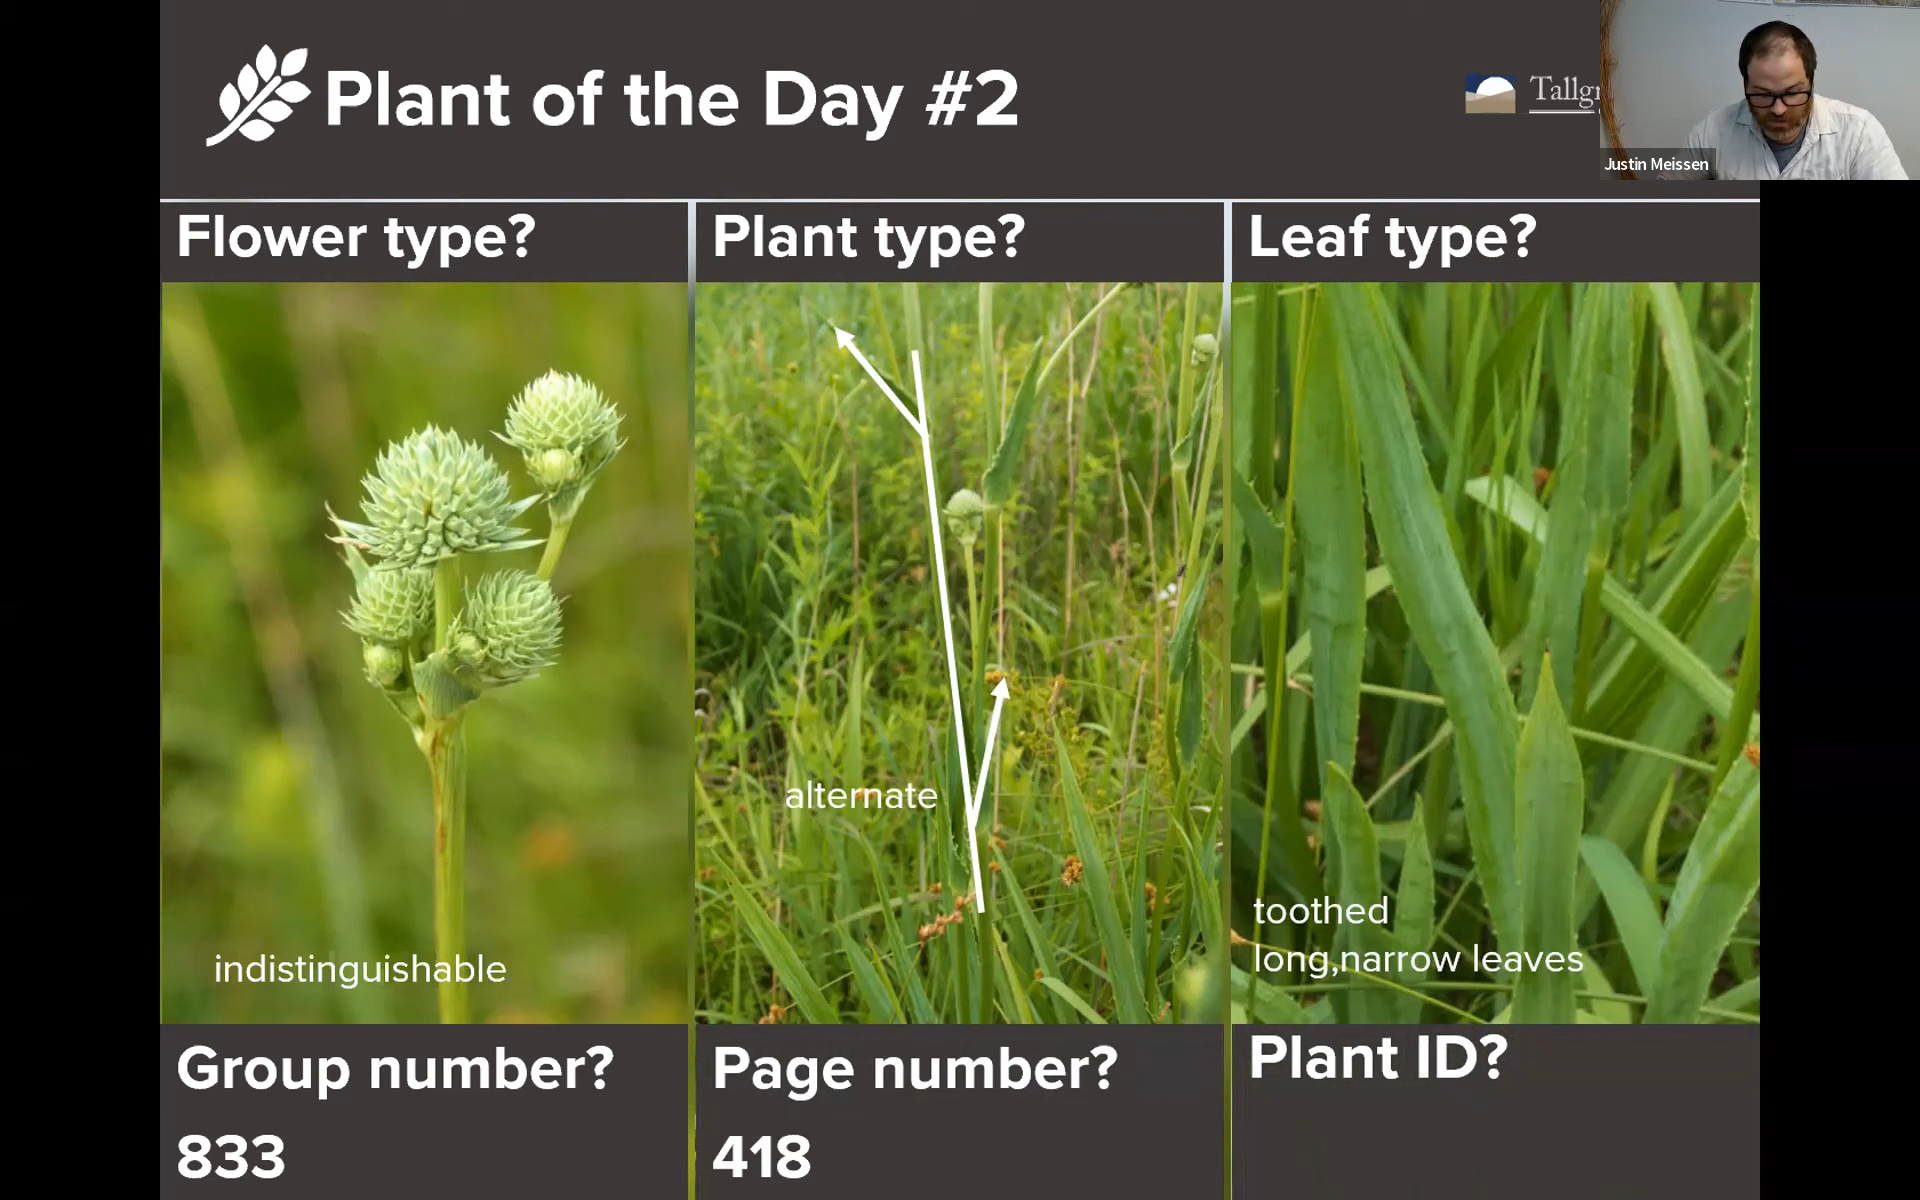 Plant of the Day #2
Justin Meissen
Flower type?
Plant type?
Leaf type?
indistinguishable
alternate
toothed
long,narrow leaves
Group number?
833
Page number?
418
Plant ID?